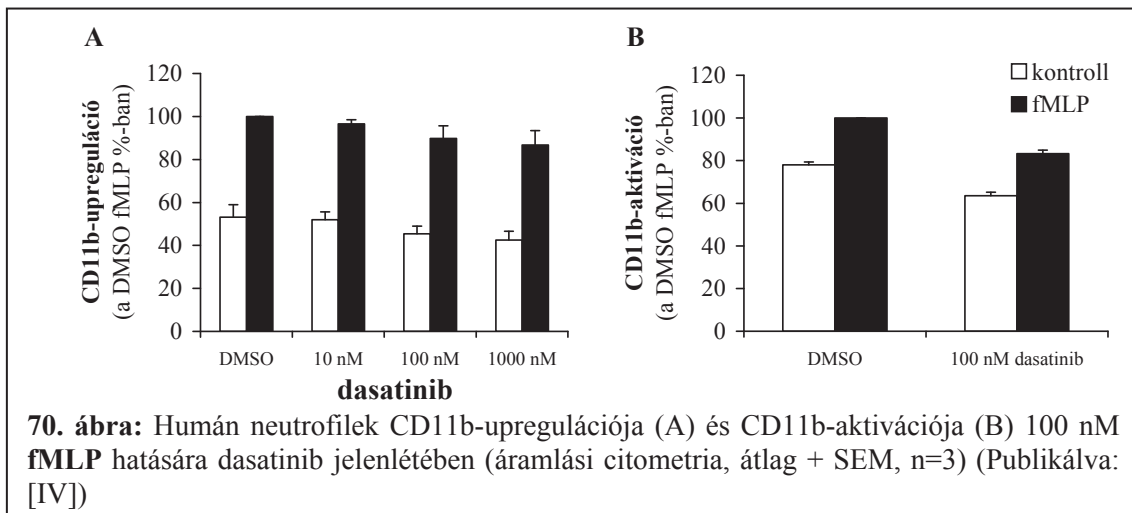 A
CD11b-upreguláció
(a DMSO fMLP %-ban)
120
100
80
60
40
20
0
DMSO 10 nM 100 nM 1000 nM
dasatinib
B
CD11b-aktiváció
(a DMSO fMLP %-ban)
120
100
80
60
40
20
0
DMSO 100 nM dasatinib
kontroll
fMLP
70. ábra: Humán neutrofilek CD11b-upregulációja (A) és CD11b-aktivációja (B) 100 nM
fMLP hatására dasatinib jelenlétében (áramlási citometria, átlag + SEM, n=3) (Publikálva:
[IV])